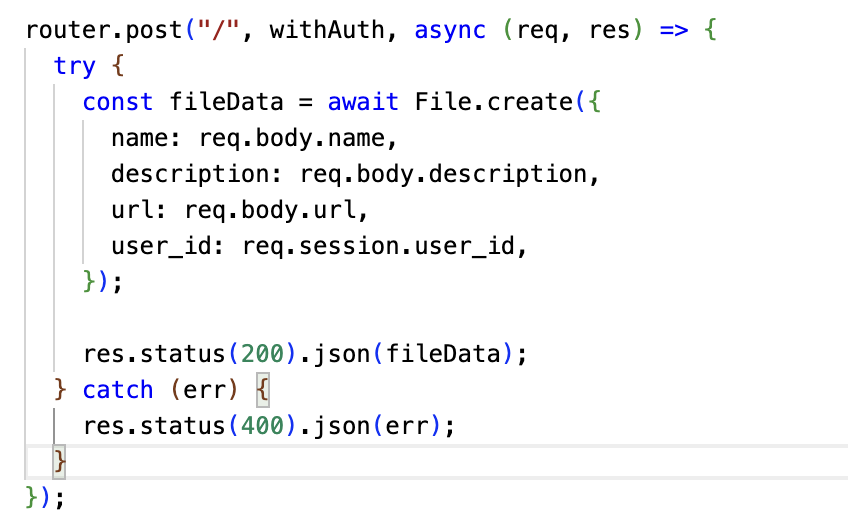 router.post("/", withAuth, async (req, res) => {
  try {
    const fileData = await File.create({
      name: req.body.name,
      description: req.body.description,
      url: req.body.url,
      user_id: req.session.user_id,
    });

    res.status(200).json(fileData);
  } catch (err) {
    res.status(400).json(err);
  }
});